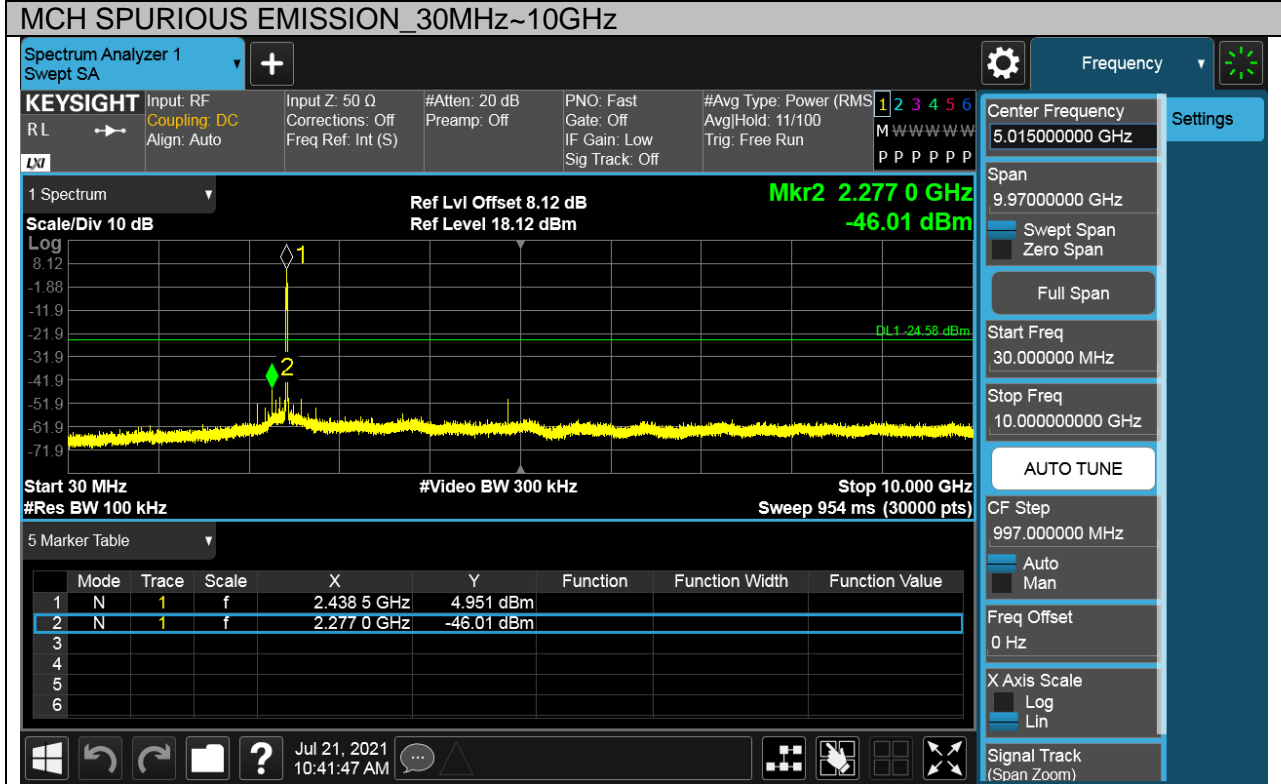 MCH SPURIOUS EMISSION_30MHz~10GHz
Spectrum Analyzer 1
Swept SA
Frequency
KEYSIGHT
RL
LXI
Input: RF
Coupling: DC
Align: Auto
Input Z: 50 Ω
Corrections: Off
Freq Ref: Int (S)
#Atten: 20 dB
Preamp: Off
PNO: Fast
Gate: Off
IF Gain: Low
Sig Track: Off
#Avg Type: Power (RMS
Avg|Hold: 11/100
Trig: Free Run
1 2 3 4 5 6
M W W W W W
P P P P P P
Center Frequency
5.015000000 GHz
Settings
Span
9.97000000 GHz
Swept Span
Zero Span
Full Span
Start Freq
30.000000 MHz
Stop Freq
10.000000000 GHz
AUTO TUNE
CF Step
997.000000 MHz
Auto
Man
Freq Offset
0 Hz
X Axis Scale
Log
Lin
Signal Track
(Span Zoom)
1 Spectrum
Scale/Div 10 dB
Ref Lvl Offset 8.12 dB
Ref Level 18.12 dBm
Mkr2 2.277 0 GHz
-46.01 dBm
Log
8.12
-1.88
-11.9
-21.9
-31.9
-41.9
-51.9
-61.9
-71.9
1
2
DL1 -24.58 dBm
Start 30 MHz
#Res BW 100 kHz
#Video BW 300 kHz
Stop 10.000 GHz
Sweep 954 ms (30000 pts)
5 Marker Table
Mode Trace Scale X Y Function Function Width Function Value
1 N 1 f 2.438 5 GHz 4.951 dBm
2 N 1 f 2.277 0 GHz -46.01 dBm
3
4
5
6
?
Jul 21, 2021
10:41:47 AM